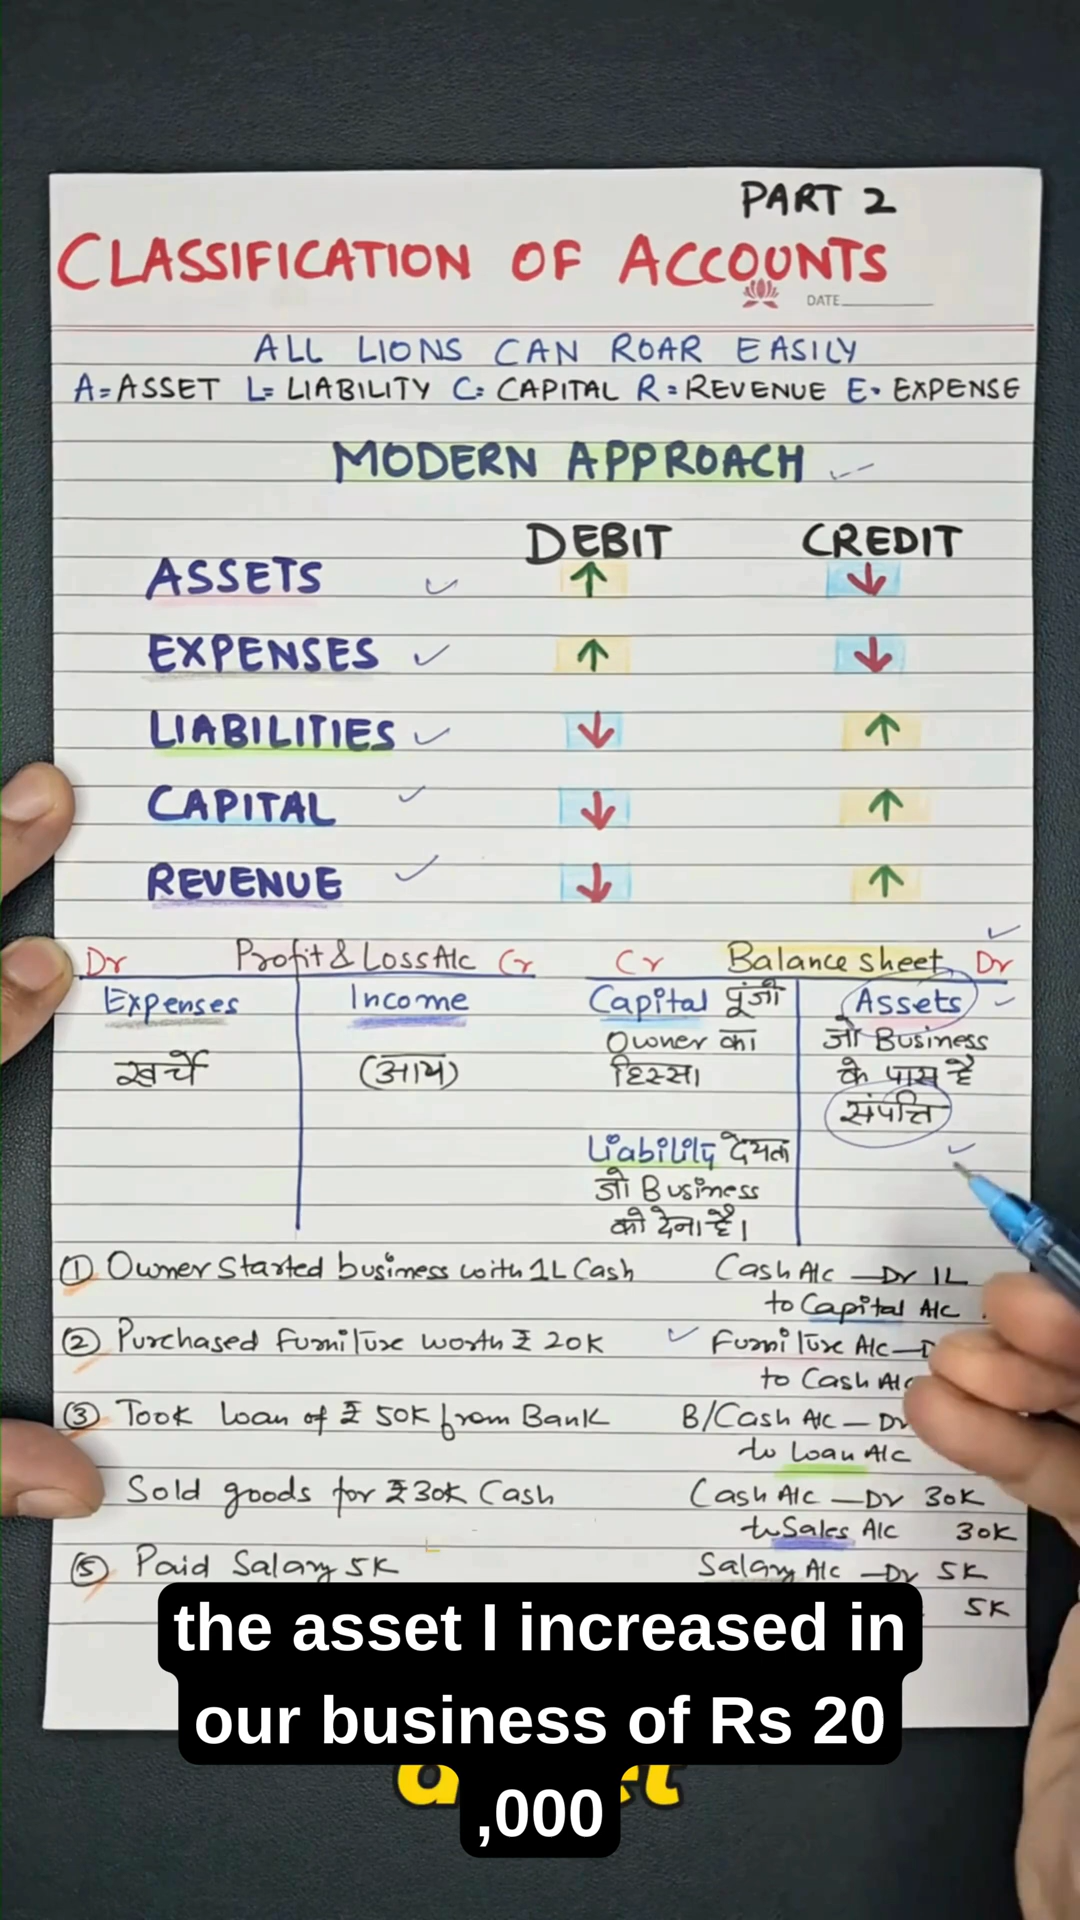 PART 2
CLASSIFICATION OF ACCOUNTS
DATE
ALL LIONS CAN ROAR EASILY
A=ASSET L=LIABILITY C=CAPITAL R=REVENUE E=EXPENSE
MODERN APPROACH
DEBIT CREDIT
ASSETS ↑ ↓
EXPENSES ↑ ↓
LIABILITIES ↓ ↑
CAPITAL ↓ ↑
REVENUE ↓ ↑
Dr Profit & Loss A/c Cr
Expenses Income
खर्चे (आय)
Cr Balance sheet Dr
Capital पूंजी
Owner का
हिस्सा
Liability देयता
जो Business
को देना है।
Assets
जो Business
के पास है
संपत्ति
① Owner Started business with 1L Cash Cash A/c — Dr 1L
to Capital A/c
② Purchased Furniture worth ₹ 20K Furniture A/c — D
to Cash A/c
③ Took loan of ₹ 50K from Bank B/Cash A/c — Dr
to Loan A/c
Sold goods for ₹30K Cash Cash A/c — Dr 30K
to Sales A/c 30K
⑤ Paid Salary 5K Salary A/c — Dr 5K
5K
the asset I increased in
our business of Rs 20
,000